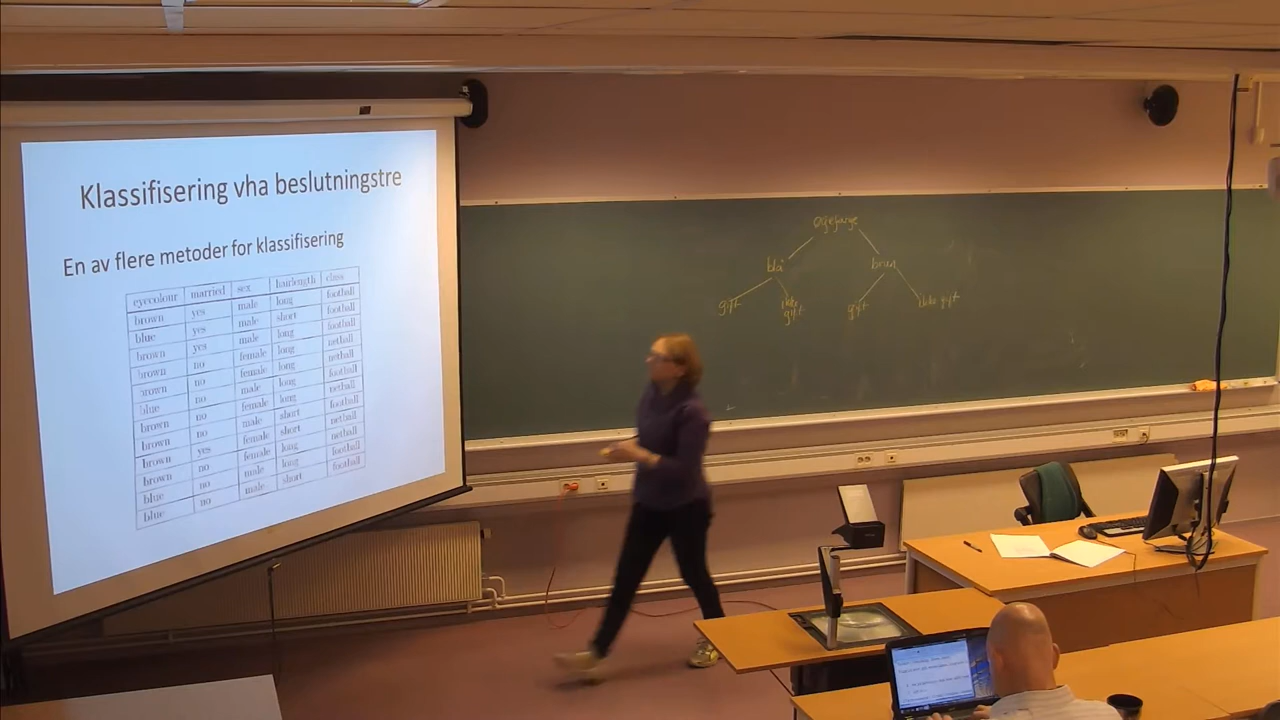 Klassifisering vha beslutningstre
En av flere metoder for klassifisering
eyecolour married sex hairlength class
brown yes male long football
blue yes male short football
brown yes male long football
brown no female long netball
brown no female long netball
blue no male long football
brown no female long netball
brown no male short football
brown yes female short netball
brown no female long netball
blue no male long football
blue no male short football
Øyefarge
blå brun
gift ikke gift gift ikke gift